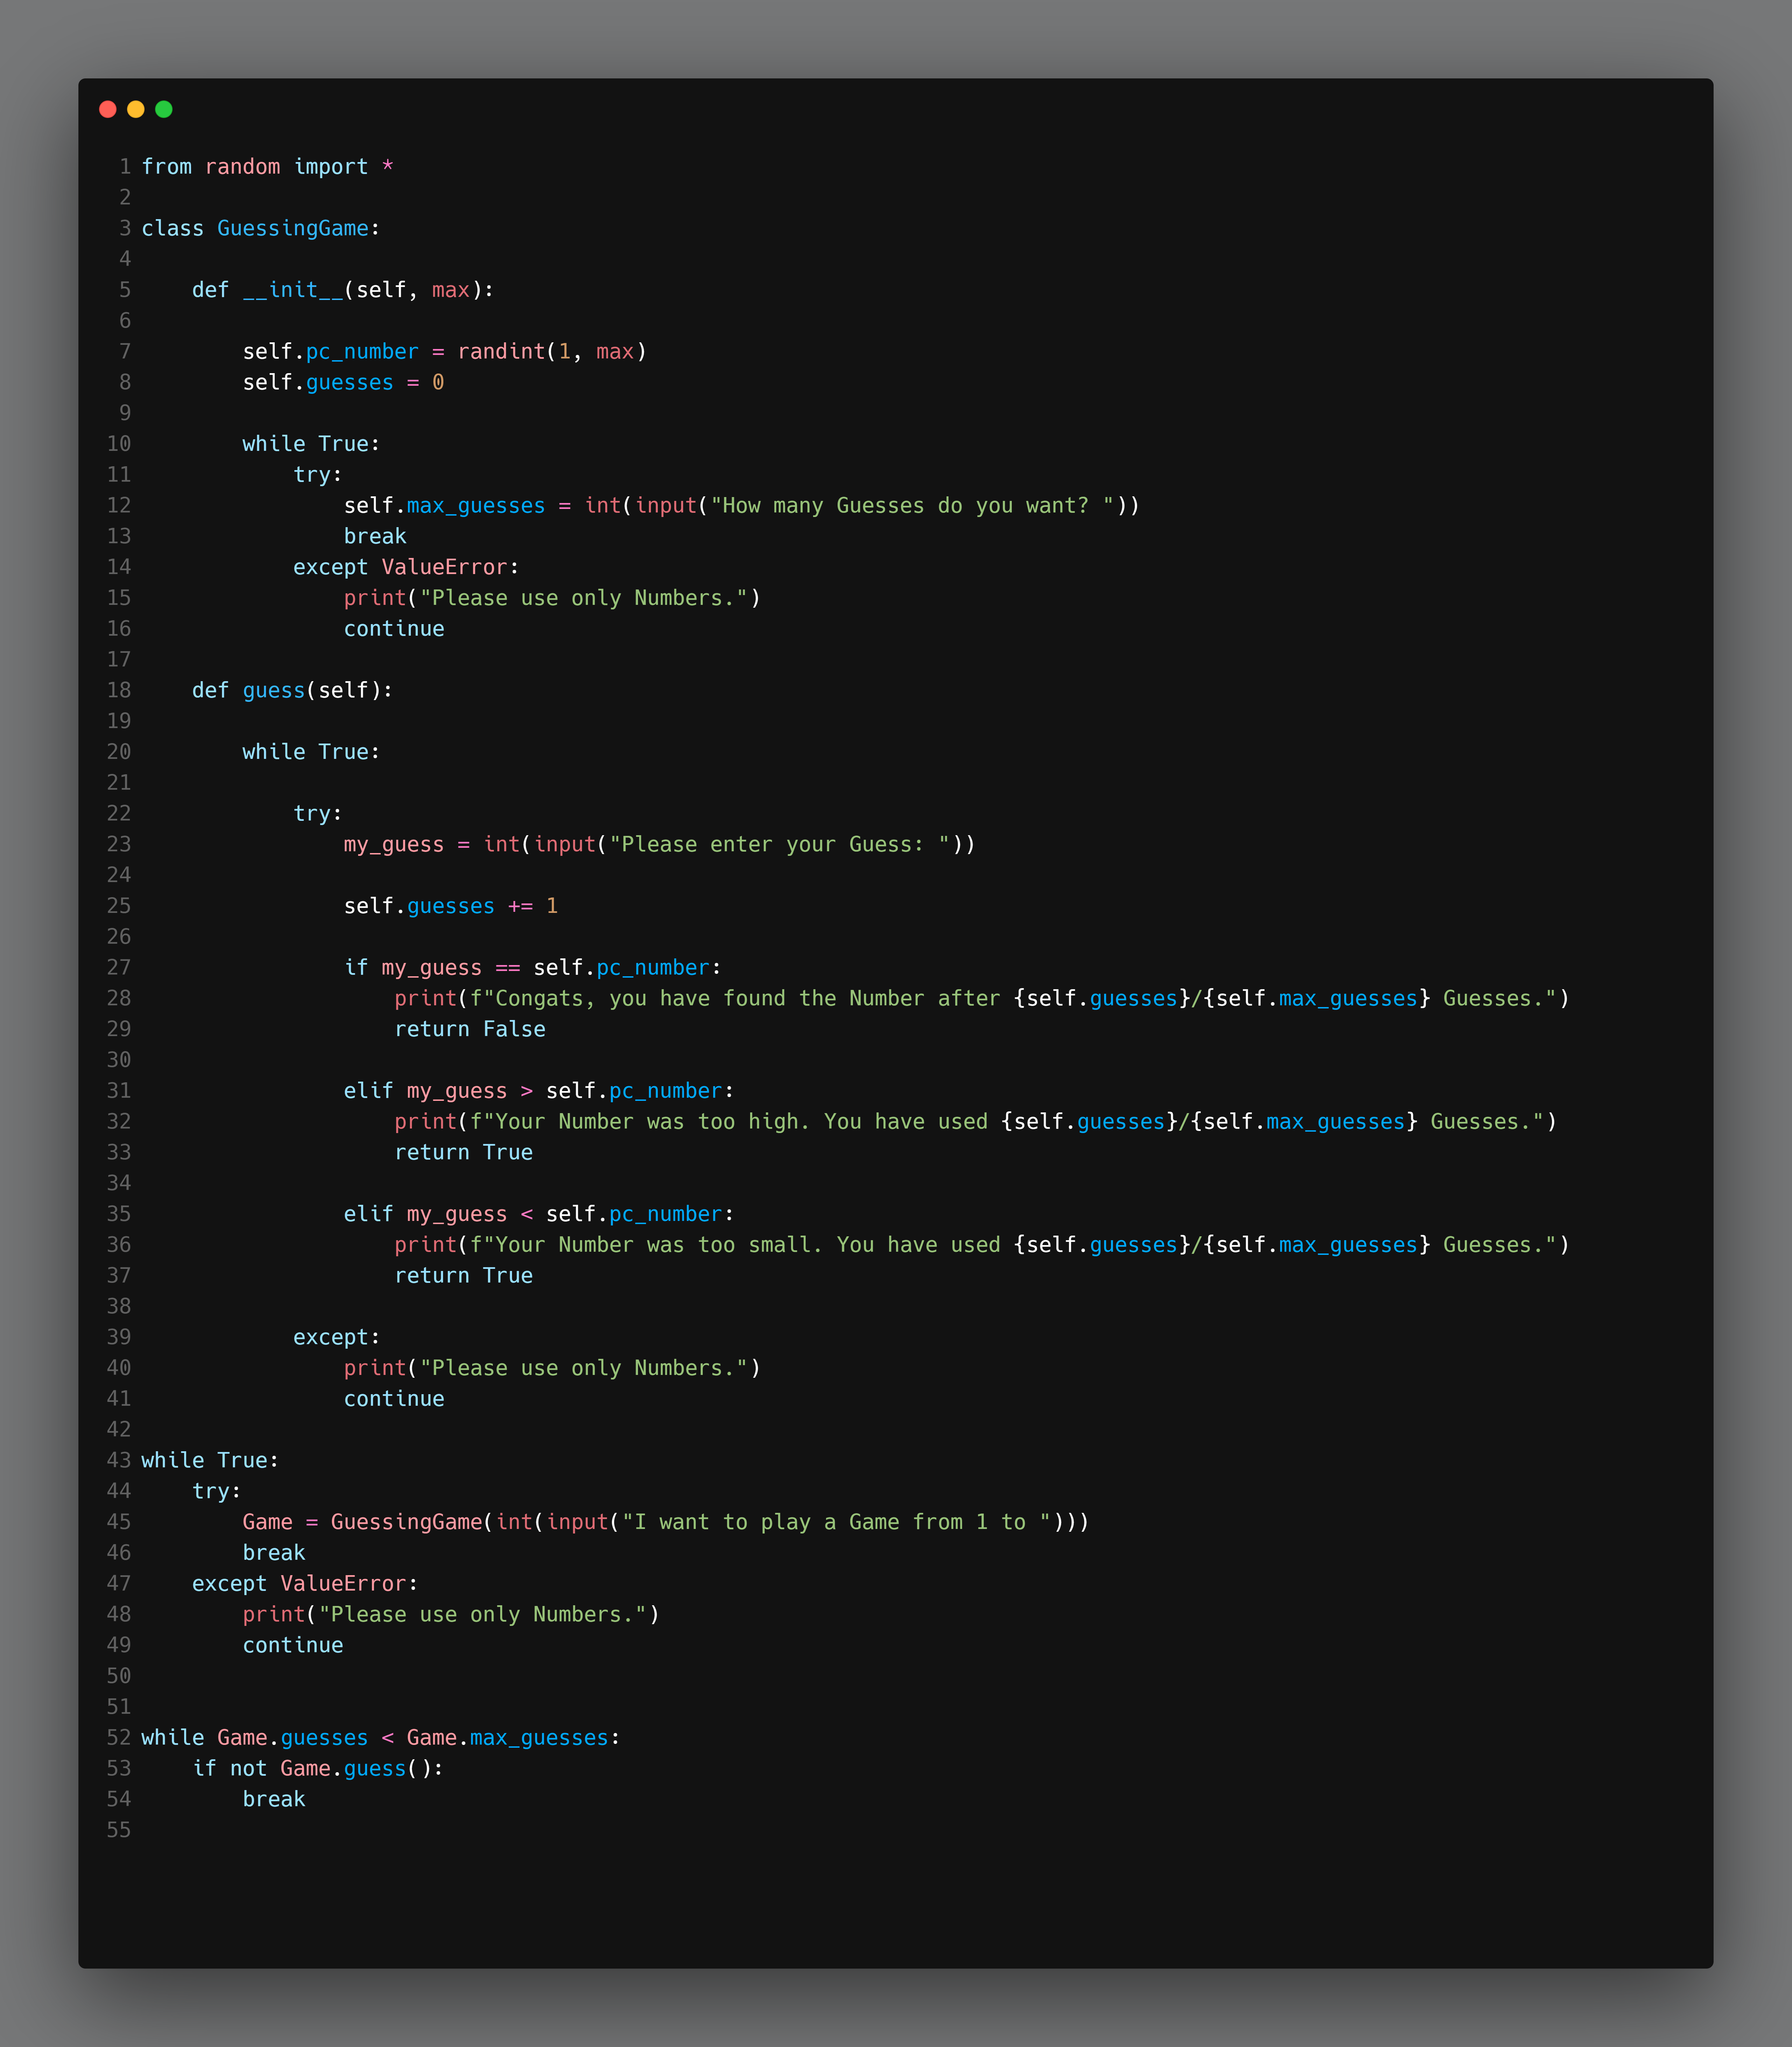 1 from random import *
2
3 class GuessingGame:
4
5     def __init__(self, max):
6
7         self.pc_number = randint(1, max)
8         self.guesses = 0
9
10         while True:
11             try:
12                 self.max_guesses = int(input("How many Guesses do you want? "))
13                 break
14             except ValueError:
15                 print("Please use only Numbers.")
16                 continue
17
18     def guess(self):
19
20         while True:
21
22             try:
23                 my_guess = int(input("Please enter your Guess: "))
24
25                 self.guesses += 1
26
27                 if my_guess == self.pc_number:
28                     print(f"Congats, you have found the Number after {self.guesses}/{self.max_guesses} Guesses.")
29                     return False
30
31                 elif my_guess > self.pc_number:
32                     print(f"Your Number was too high. You have used {self.guesses}/{self.max_guesses} Guesses.")
33                     return True
34
35                 elif my_guess < self.pc_number:
36                     print(f"Your Number was too small. You have used {self.guesses}/{self.max_guesses} Guesses.")
37                     return True
38
39             except:
40                 print("Please use only Numbers.")
41                 continue
42
43 while True:
44     try:
45         Game = GuessingGame(int(input("I want to play a Game from 1 to ")))
46         break
47     except ValueError:
48         print("Please use only Numbers.")
49         continue
50
51
52 while Game.guesses < Game.max_guesses:
53     if not Game.guess():
54         break
55